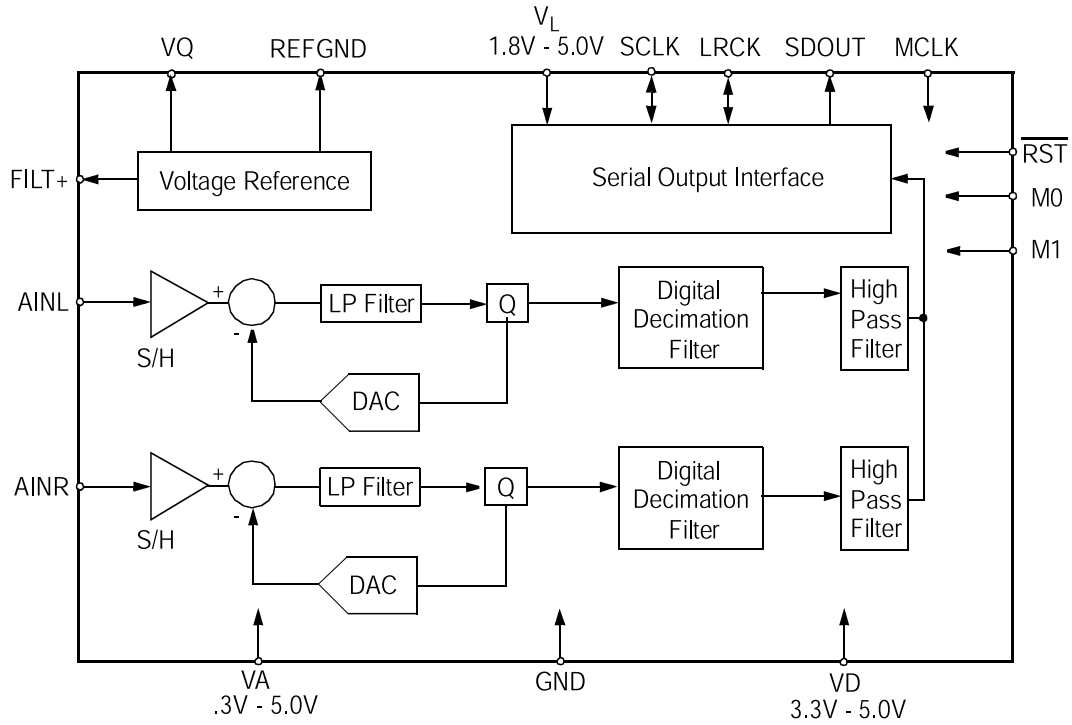 V_L
VQ REFGND 1.8V - 5.0V SCLK LRCK SDOUT MCLK
RST
FILT+ Voltage Reference Serial Output Interface
M0
M1
AINL
+
-
S/H
LP Filter
Q
DAC
Digital
Decimation
Filter
High
Pass
Filter
AINR
+
-
S/H
LP Filter
Q
DAC
Digital
Decimation
Filter
High
Pass
Filter
VA
.3V - 5.0V
GND
VD
3.3V - 5.0V